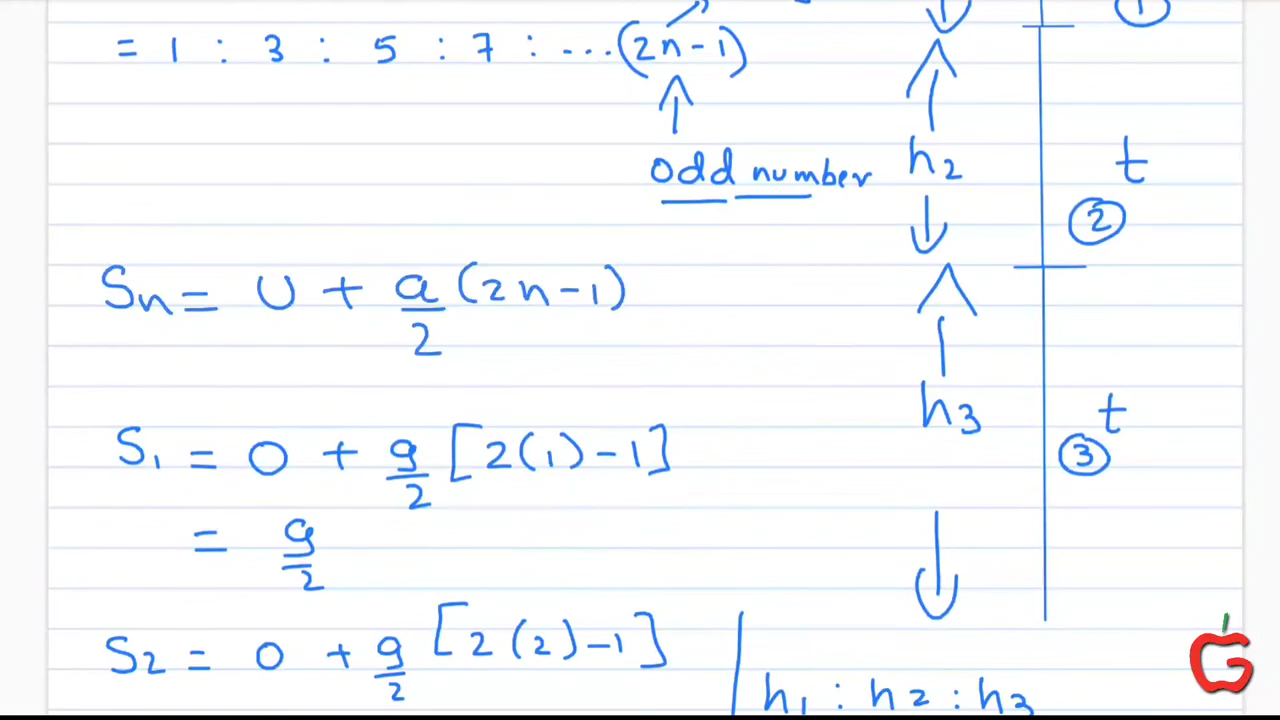 = 1 : 3 : 5 : 7 : ...(2n-1)
odd number
Sn = U + a/2 (2n-1)
S1 = 0 + g/2 [2(1)-1]
= g/2
S2 = 0 + g/2 [2(2)-1]
1
h2 t
2
h3 t
3
h1 : h2 : h3
G